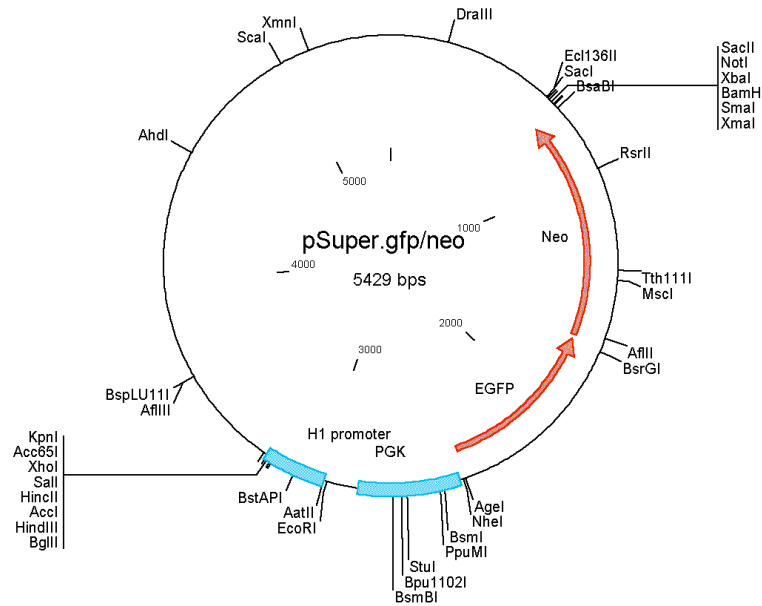 DraIII
XmnI
ScaI
Ecl136II
SacI
BsaBI
SacII
NotI
XbaI
BamH
SmaI
XmaI
AhdI
RsrII
5000
1000
pSuper.gfp/neo
Neo
5429 bps
4000
Tth111I
MscI
2000
3000
AflII
BsrGI
EGFP
BspLU11I
AflIII
H1 promoter
PGK
KpnI
Acc65I
XhoI
SalI
HincII
AccI
HindIII
BglII
BstAPI
AatII
EcoRI
AgeI
NheI
BsmI
PpuMI
StuI
Bpu1102I
BsmBI